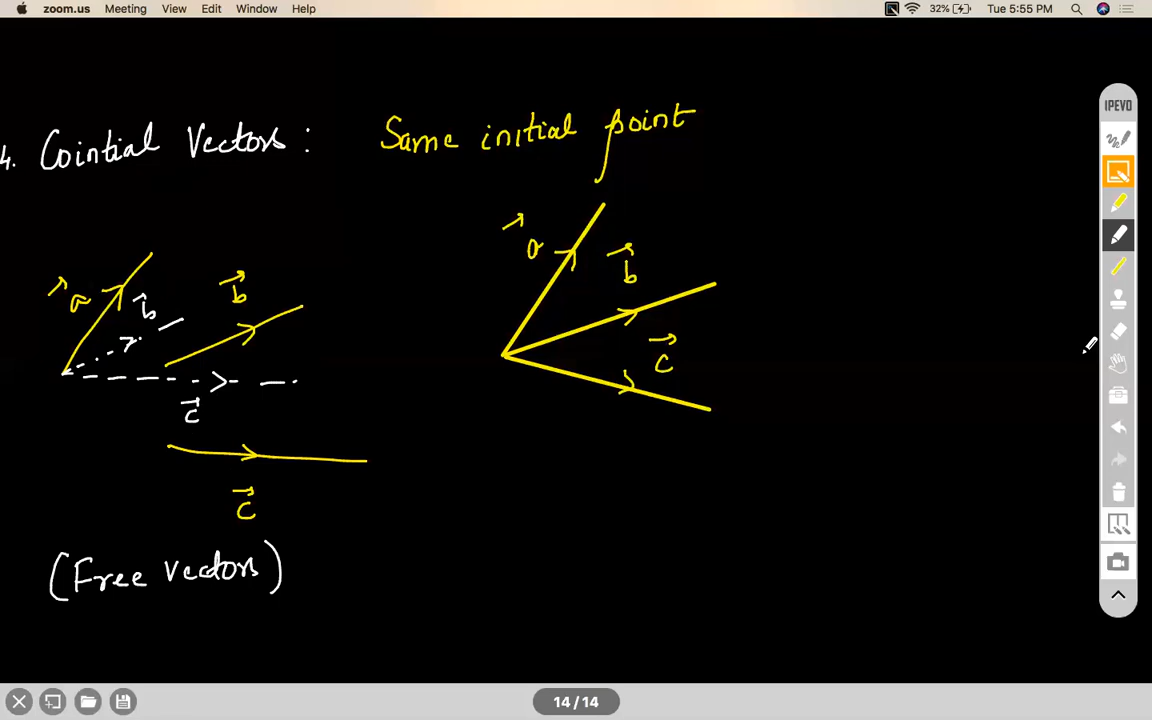 zoom.us Meeting View Edit Window Help 32% Tue 5:55 PM
IPEVO
4. Cointial Vectors : Same initial point
a b b
a b c
c
c
(Free vectors)
14/14